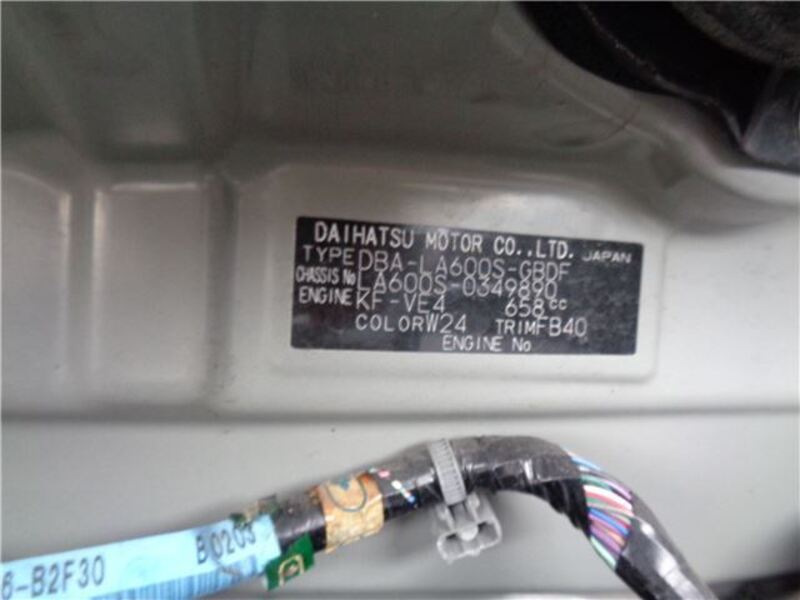 DAIHATSU MOTOR CO.,LTD. JAPAN
TYPE DBA-LA600S-GBDF
CHASSIS No LA600S-0349890
ENGINE KF-VE4 658cc
COLOR W24 TRIM FB40
ENGINE No
6-B2F30 B0203